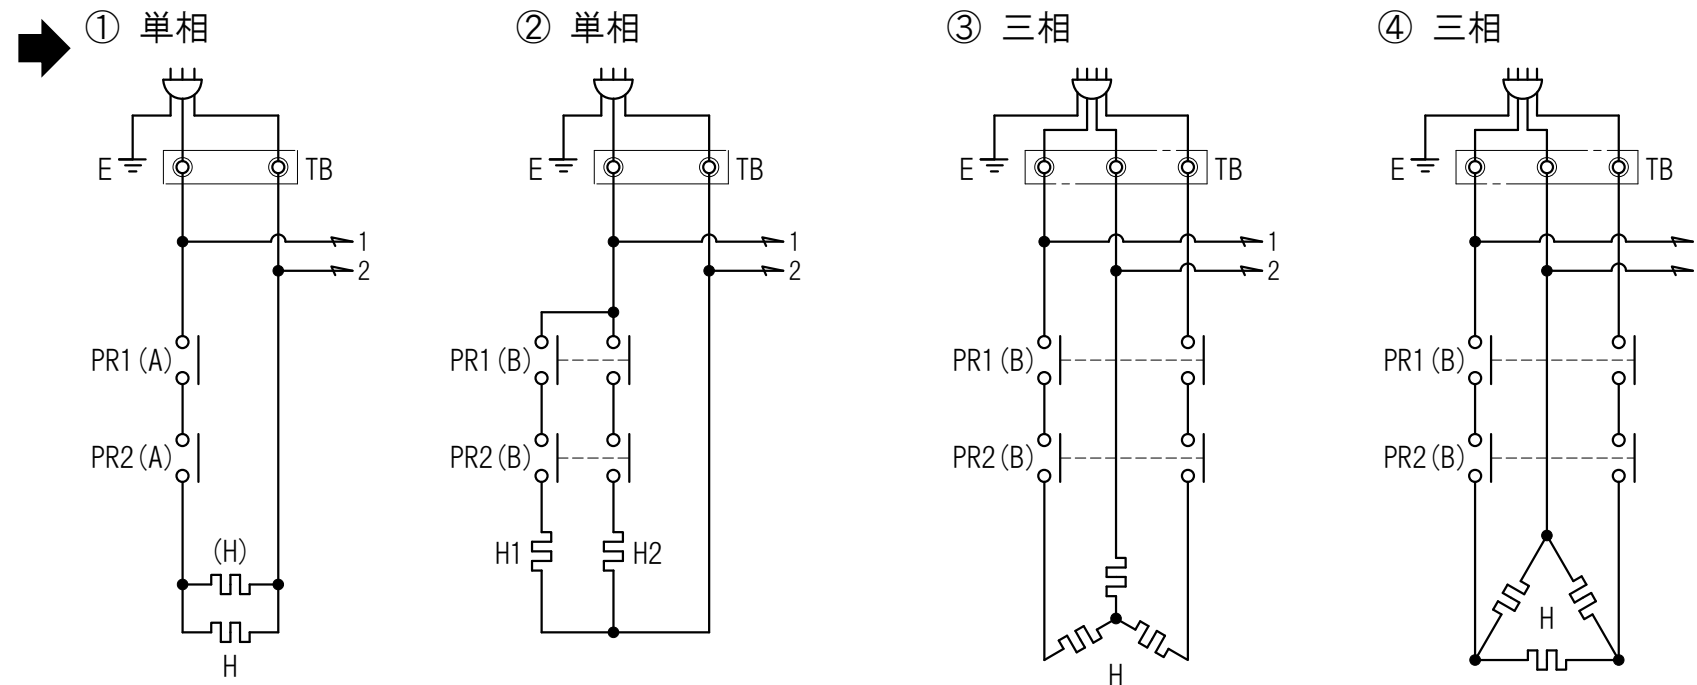 ① 単相
② 単相
③ 三相
④ 三相
E TB
E TB
E TB
E TB
1
2
1
2
1
2
PR1(A)
PR1(B)
PR1(B)
PR1(B)
PR2(A)
PR2(B)
PR2(B)
PR2(B)
(H)
H
H1 H2
H
H